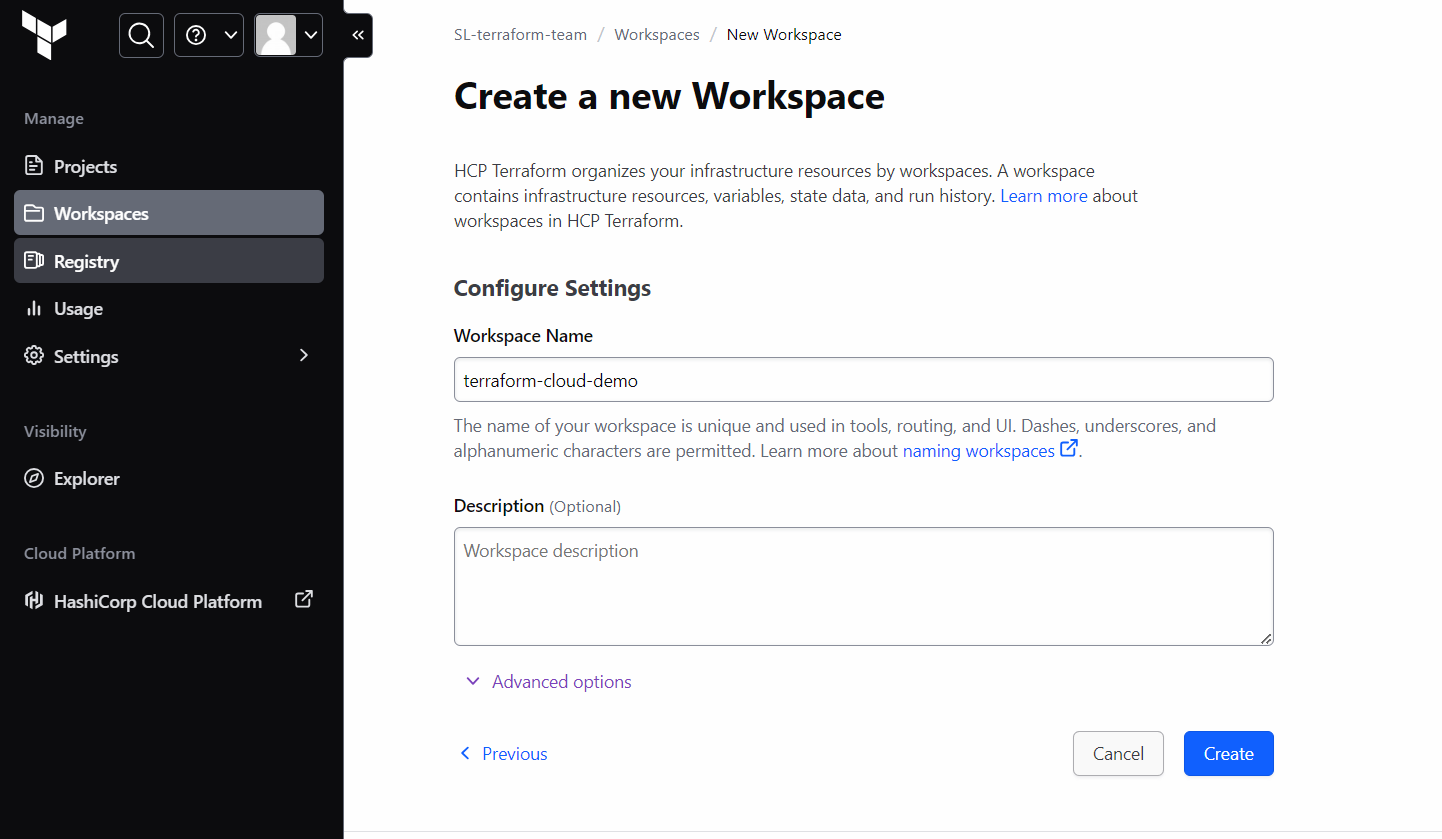 Manage
Projects
Workspaces
Registry
Usage
Settings
Visibility
Explorer
Cloud Platform
HashiCorp Cloud Platform
SL-terraform-team / Workspaces / New Workspace
Create a new Workspace
HCP Terraform organizes your infrastructure resources by workspaces. A workspace
contains infrastructure resources, variables, state data, and run history. Learn more about
workspaces in HCP Terraform.
Configure Settings
Workspace Name
terraform-cloud-demo
The name of your workspace is unique and used in tools, routing, and UI. Dashes, underscores, and
alphanumeric characters are permitted. Learn more about naming workspaces.
Description (Optional)
Workspace description
Advanced options
Previous
Cancel
Create